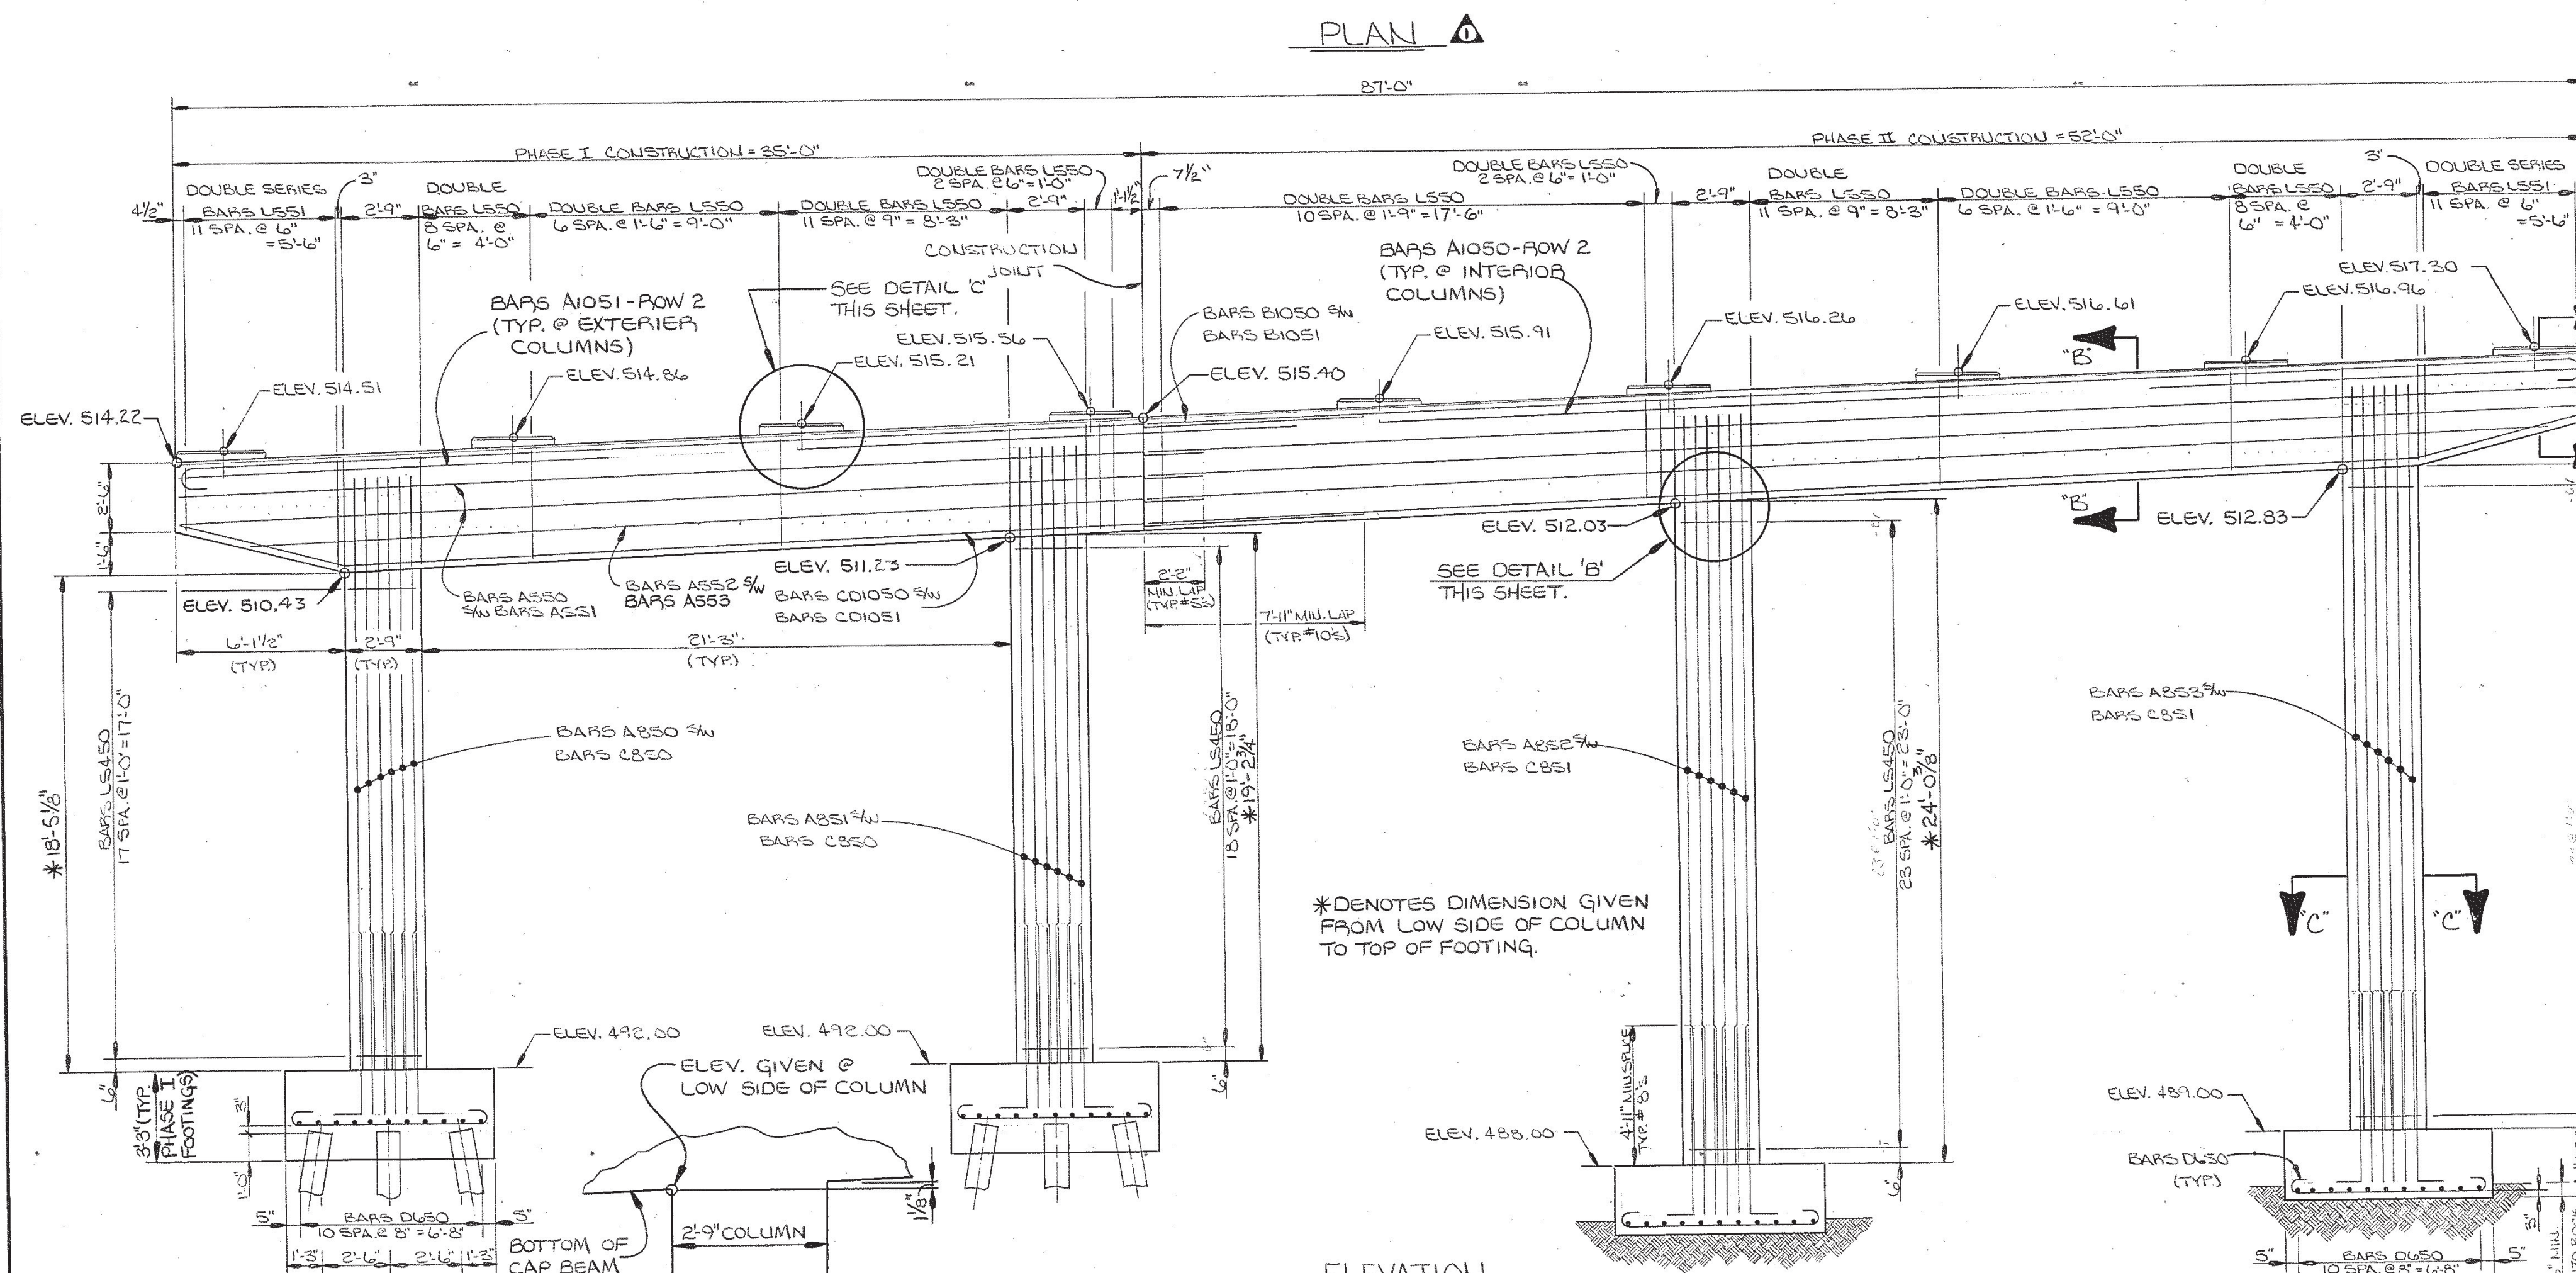 PLAN
1
87'-0"
PHASE I CONSTRUCTION = 35'-0"
PHASE II CONSTRUCTION = 52'-0"
4½"
DOUBLE SERIES
BARS L551
11 SPA. @ 6"
=5'-6"
3"
2'-9"
DOUBLE
BARS L550
8 SPA. @
6" = 4'-0"
DOUBLE BARS L550
6 SPA. @ 1'-6" = 9'-0"
DOUBLE BARS L550
11 SPA. @ 9" = 8'-3"
DOUBLE BARS L550
2 SPA. @ 6" = 1'-0"
2'-9"
1'-1½"
7½"
DOUBLE BARS L550
10 SPA. @ 1'-9" = 17'-6"
DOUBLE BARS L550
2 SPA. @ 6" = 1'-0"
2'-9"
DOUBLE
BARS L550
11 SPA. @ 9" = 8'-3"
DOUBLE BARS L550
6 SPA. @ 1'-6" = 9'-0"
DOUBLE
BARS L550
8 SPA. @
6" = 4'-0"
3"
2'-9"
DOUBLE SERIES
BARS L551
11 SPA. @ 6"
=5'-6"
CONSTRUCTION
JOINT
BARS A1051-ROW 2
(TYP. @ EXTERIER
COLUMNS)
SEE DETAIL 'C'
THIS SHEET.
BARS A1050-ROW 2
(TYP. @ INTERIOR
COLUMNS)
BARS B1050 S/W
BARS B1051
ELEV. 514.22
ELEV. 514.51
ELEV. 514.86
ELEV. 515.21
ELEV. 515.56
ELEV. 515.40
ELEV. 515.91
ELEV. 516.26
ELEV. 516.61
ELEV. 516.96
ELEV. 517.30
"B"
"B"
2'-6"
1'-6"
ELEV. 510.43
ELEV. 511.23
ELEV. 512.03
ELEV. 512.83
BARS A550
S/W BARS A551
BARS A552 S/W
BARS A553
BARS CD1050 S/W
BARS CD1051
2'-2"
MIN. LAP
(TYP. #5'S)
7'-11" MIN. LAP
(TYP. #10'S)
SEE DETAIL 'B'
THIS SHEET.
6'-1½"
(TYP.)
2'-9"
(TYP.)
21'-3"
(TYP.)
*18'-5 1/8"
BARS LS450
17 SPA. @ 1'-0" = 17'-0"
BARS A850 S/W
BARS C850
BARS A851 S/W
BARS C850
BARS LS450
18 SPA. @ 1'-0" = 18'-0"
*19'-2 3/4"
BARS A852 S/W
BARS C851
BARS LS450
23 SPA. @ 1'-0" = 23'-0"
*24'-0 3/8"
BARS A853 S/W
BARS C851
"C"
"C"
*DENOTES DIMENSION GIVEN
FROM LOW SIDE OF COLUMN
TO TOP OF FOOTING.
ELEV. 492.00
ELEV. 492.00
ELEV. 488.00
ELEV. 489.00
6"
6"
6"
3'-3" (TYP.
PHASE I
FOOTINGS)
3"
1'-0"
4'-11" MIN. SPLICE
TYP. # 8'S
ELEV. GIVEN @
LOW SIDE OF COLUMN
1 1/8"
2'-9" COLUMN
BOTTOM OF
CAP BEAM
5"
BARS D650
10 SPA. @ 8" = 6'-8"
5"
1'-3"
2'-6"
2'-6"
1'-3"
BARS D650
(TYP.)
3"
5"
BARS D650
10 SPA. @ 8" = 6'-8"
5"
ELEVATION